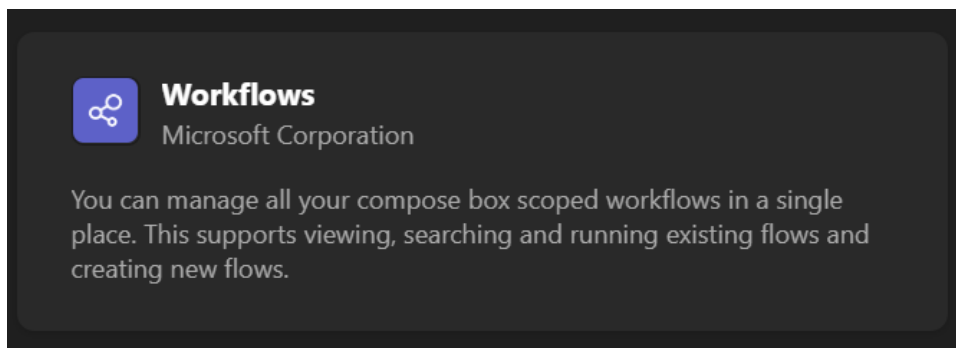 Workflows
Microsoft Corporation
You can manage all your compose box scoped workflows in a single
place. This supports viewing, searching and running existing flows and
creating new flows.